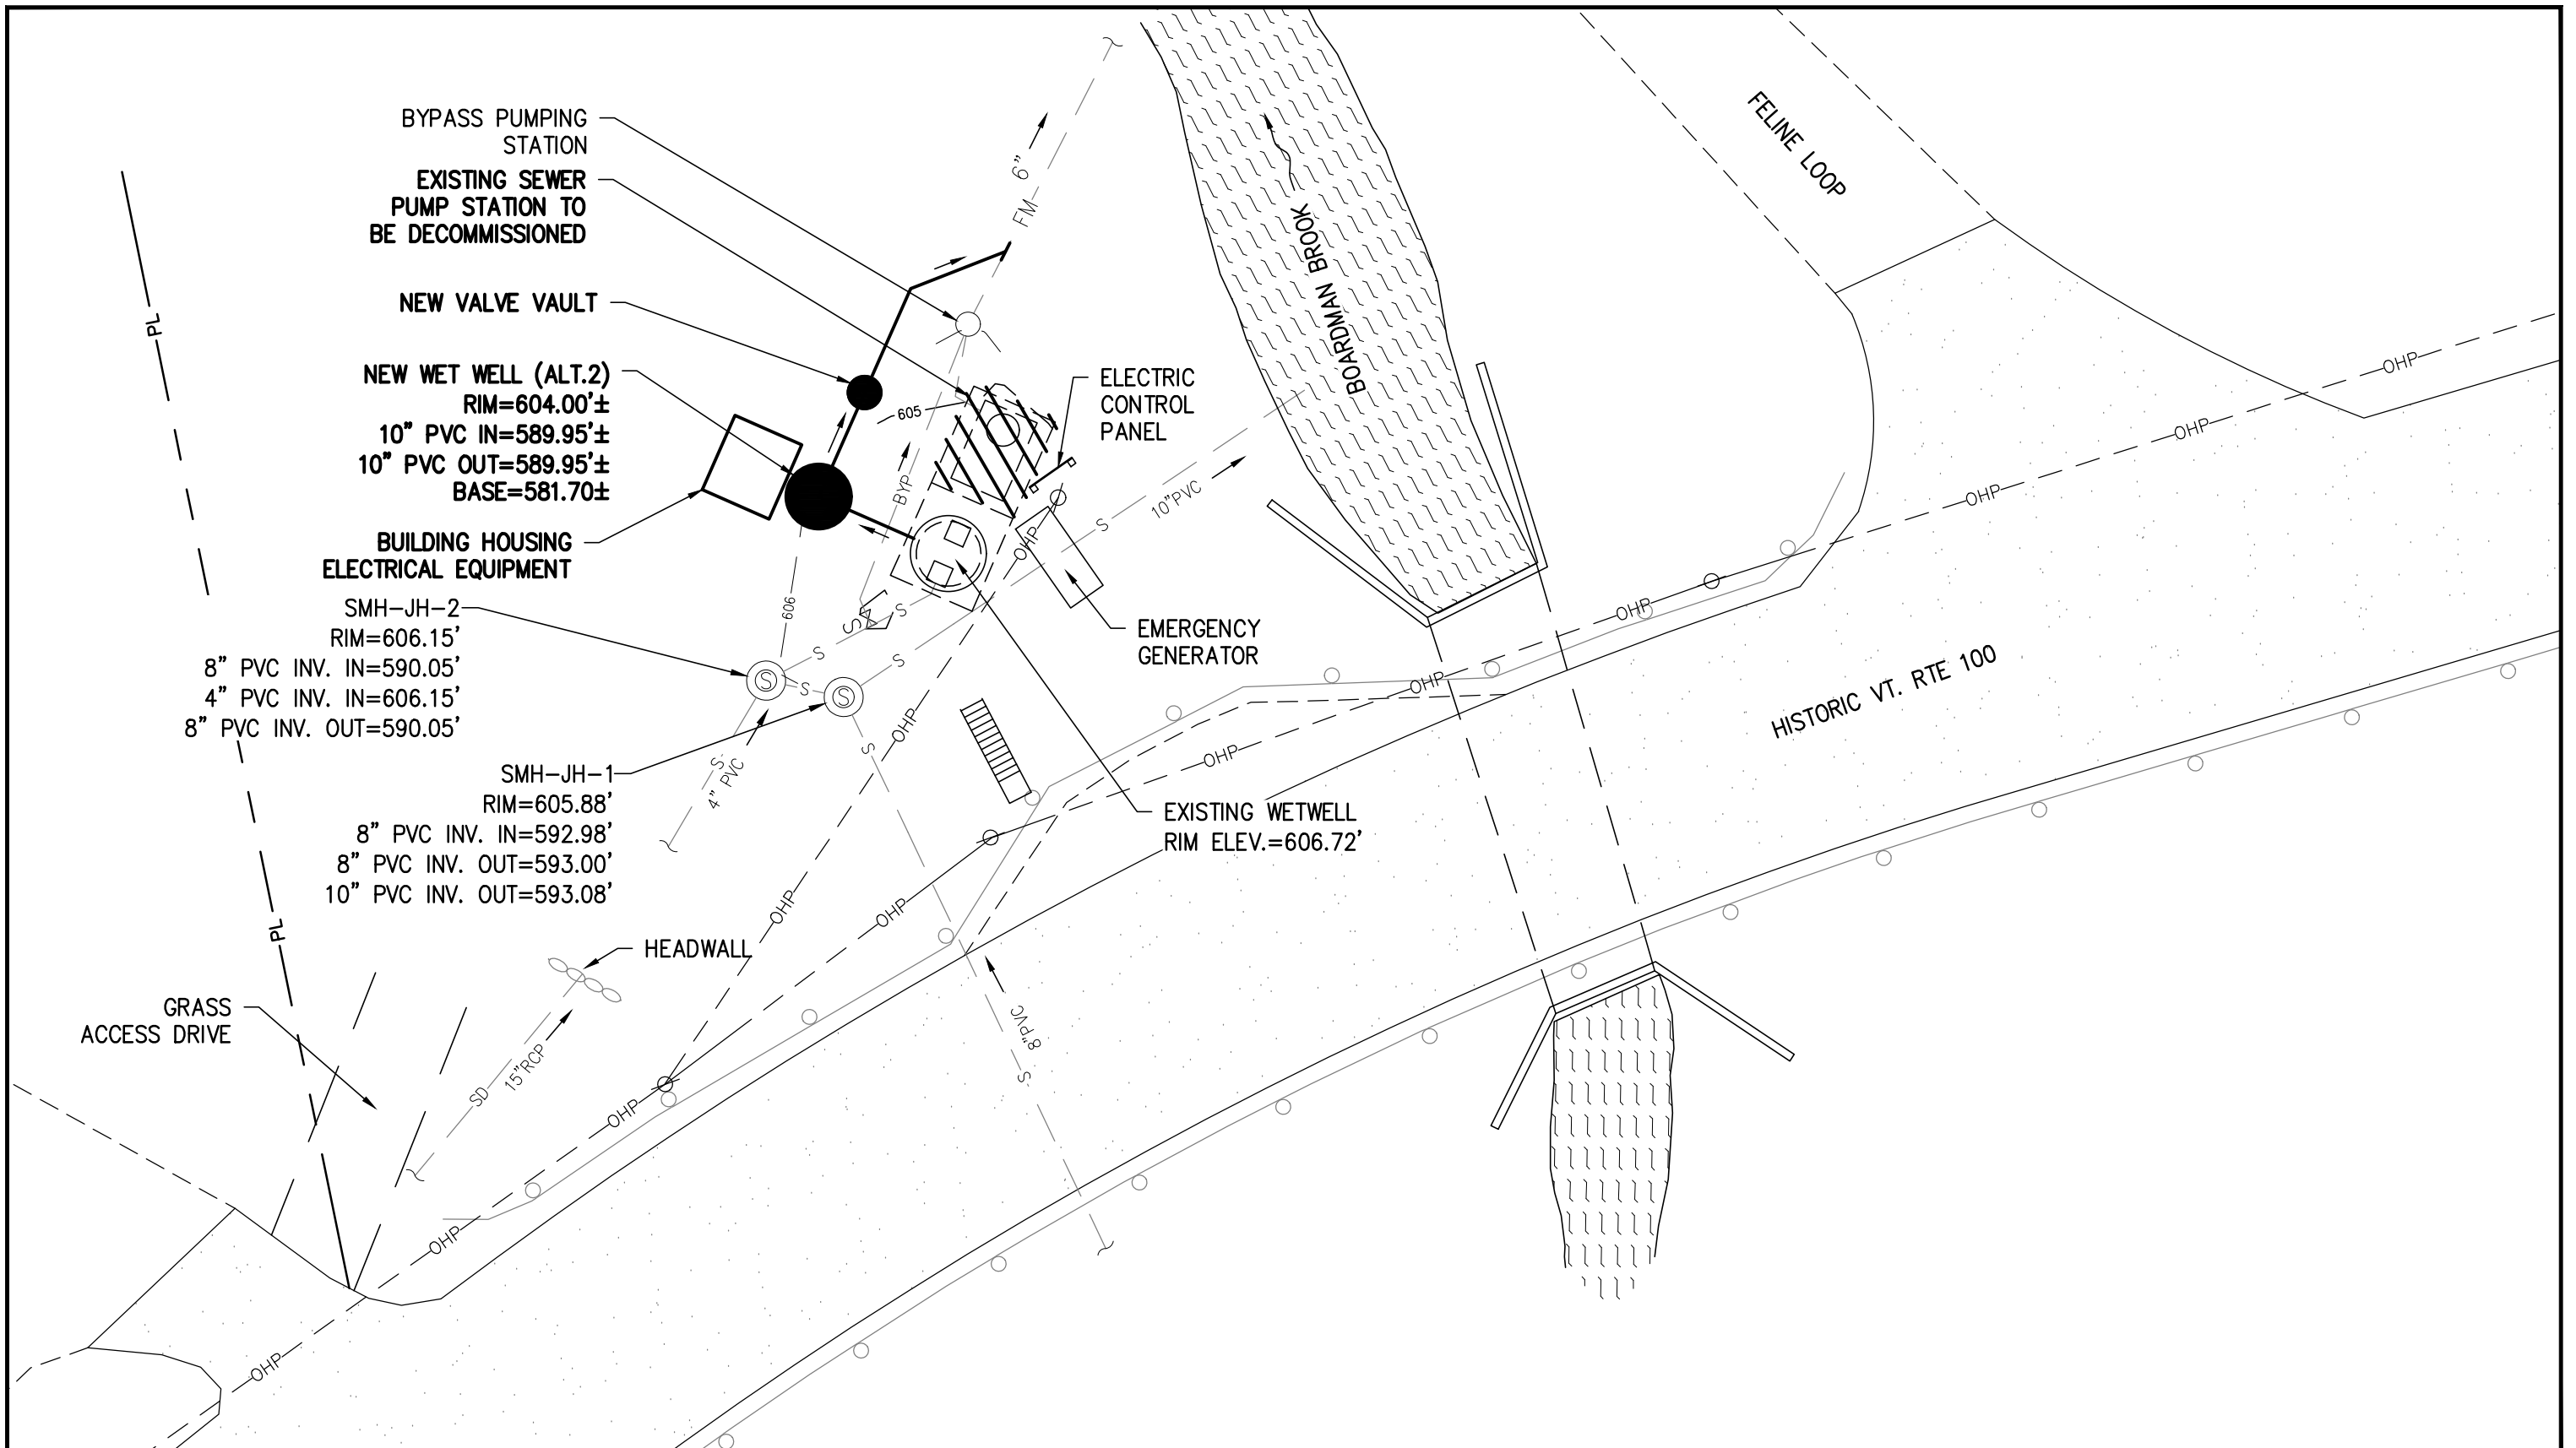 BYPASS PUMPING
STATION
EXISTING SEWER
PUMP STATION TO
BE DECOMMISSIONED
NEW VALVE VAULT
NEW WET WELL (ALT.2)
RIM=604.00'±
10" PVC IN=589.95'±
10" PVC OUT=589.95'±
BASE=581.70±
BUILDING HOUSING
ELECTRICAL EQUIPMENT
SMH-JH-2
RIM=606.15'
8" PVC INV. IN=590.05'
4" PVC INV. IN=606.15'
8" PVC INV. OUT=590.05'
SMH-JH-1
RIM=605.88'
8" PVC INV. IN=592.98'
8" PVC INV. OUT=593.00'
10" PVC INV. OUT=593.08'
HEADWALL
GRASS
ACCESS DRIVE
PL
PL
6"
FM
605
BYP
606
ELECTRIC
CONTROL
PANEL
10"PVC
S
S
S
S
S
S
S
S
S
S
S
S
4" PVC
8"PVC
SD
15"RCP
EMERGENCY
GENERATOR
EXISTING WETWELL
RIM ELEV.=606.72'
BOARDMAN BROOK
FELINE LOOP
HISTORIC VT. RTE 100
OHP
OHP
OHP
OHP
OHP
OHP
OHP
OHP
OHP
OHP
OHP
OHP
OHP